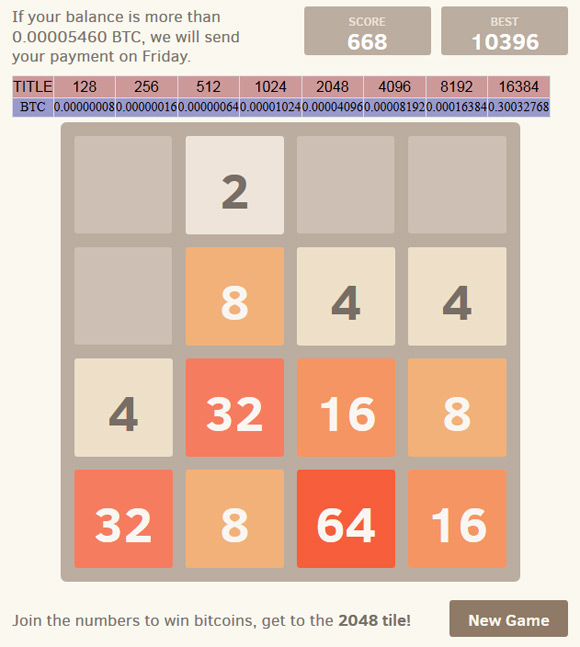 If your balance is more than
0.00005460 BTC, we will send
your payment on Friday.
SCORE
668
BEST
10396
TITLE 128 256 512 1024 2048 4096 8192 16384
BTC 0.00000008 0.00000016 0.00000064 0.00001024 0.00004096 0.00008192 0.00016384 0.30032768
2
8 4 4
4 32 16 8
32 8 64 16
Join the numbers to win bitcoins, get to the 2048 tile!
New Game